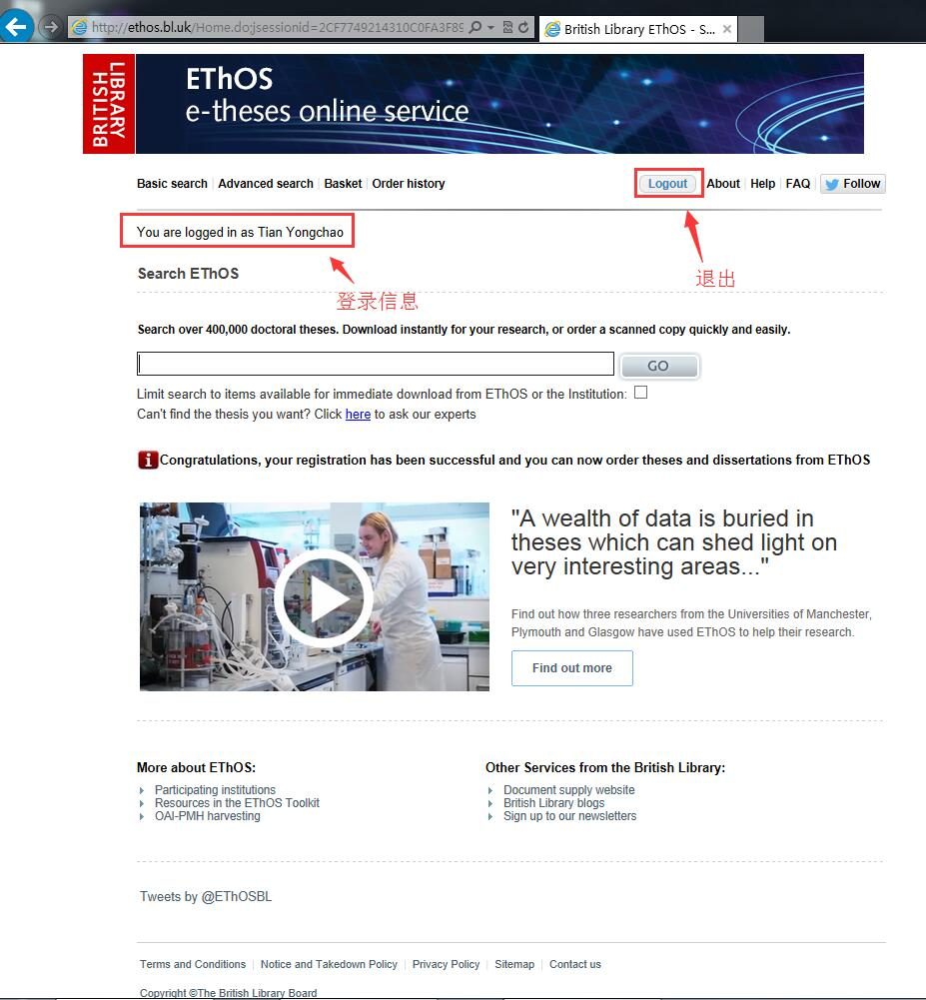 http://ethos.bl.uk/Home.do;jsessionid=2CF7749214310C0FA3F89
British Library EThOS - S...
BRITISH LIBRARY
EThOS
e-theses online service
Basic search Advanced search Basket Order history Logout About Help FAQ Follow
You are logged in as Tian Yongchao
退出
Search EThOS
登录信息
Search over 400,000 doctoral theses. Download instantly for your research, or order a scanned copy quickly and easily.
GO
Limit search to items available for immediate download from EThOS or the Institution:
Can't find the thesis you want? Click here to ask our experts
Congratulations, your registration has been successful and you can now order theses and dissertations from EThOS
"A wealth of data is buried in
theses which can shed light on
very interesting areas..."
Find out how three researchers from the Universities of Manchester,
Plymouth and Glasgow have used EThOS to help their research.
Find out more
More about EThOS:
Participating institutions
Resources in the EThOS Toolkit
OAI-PMH harvesting
Other Services from the British Library:
Document supply website
British Library blogs
Sign up to our newsletters
Tweets by @EThOSBL
Terms and Conditions Notice and Takedown Policy Privacy Policy Sitemap Contact us
Copyright ©The British Library Board